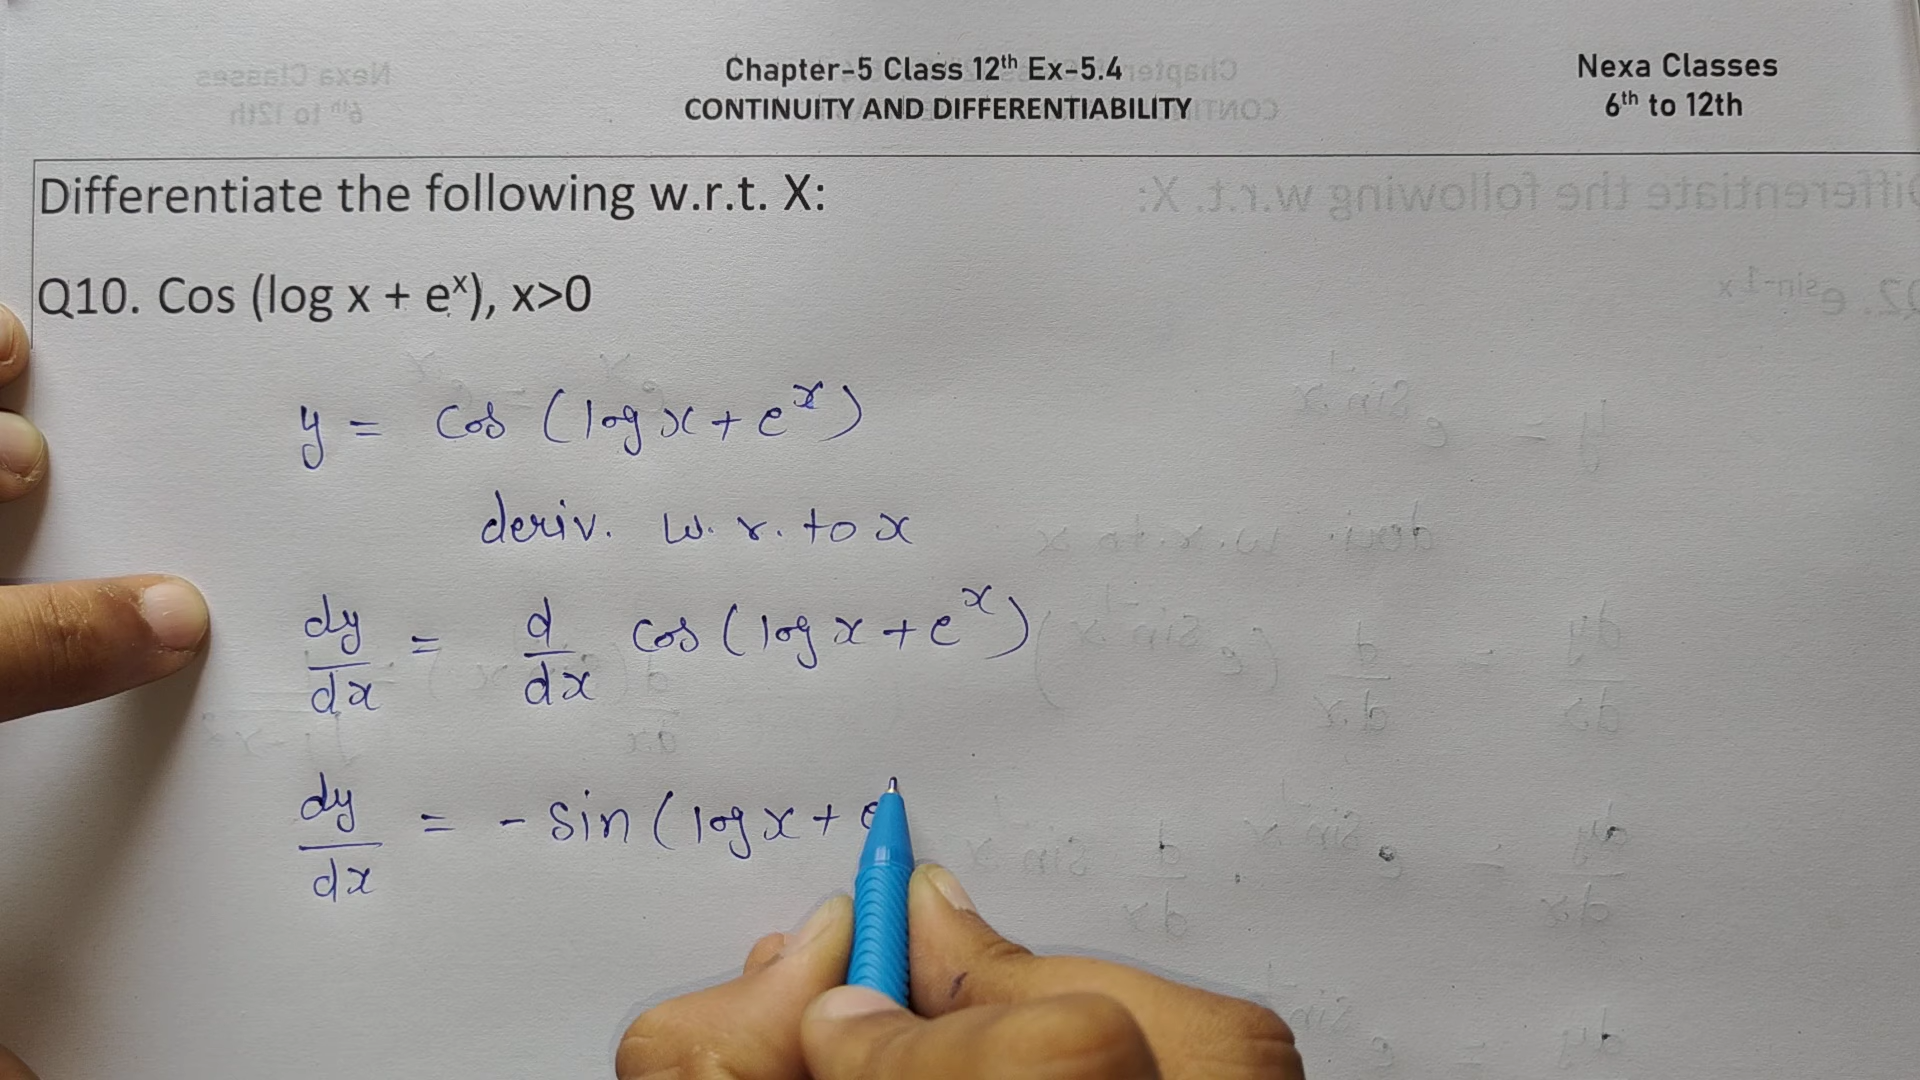 Chapter-5 Class 12th Ex-5.4
CONTINUITY AND DIFFERENTIABILITY
Nexa Classes
6th to 12th
Differentiate the following w.r.t. X:
Q10. Cos (log x + eˣ), x>0
y = cos (log x + eˣ)
deriv. w.r. to x
dy/dx = d/dx cos (log x + eˣ)
dy/dx = - sin (log x + e